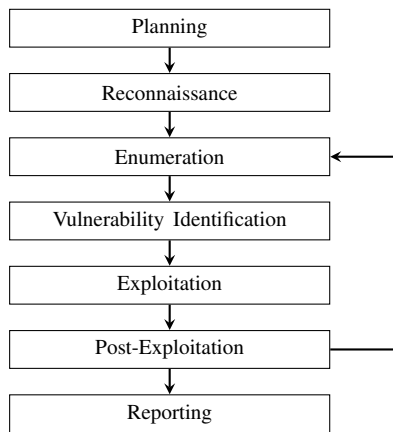 Planning
Reconnaissance
Enumeration
Vulnerability Identification
Exploitation
Post-Exploitation
Reporting